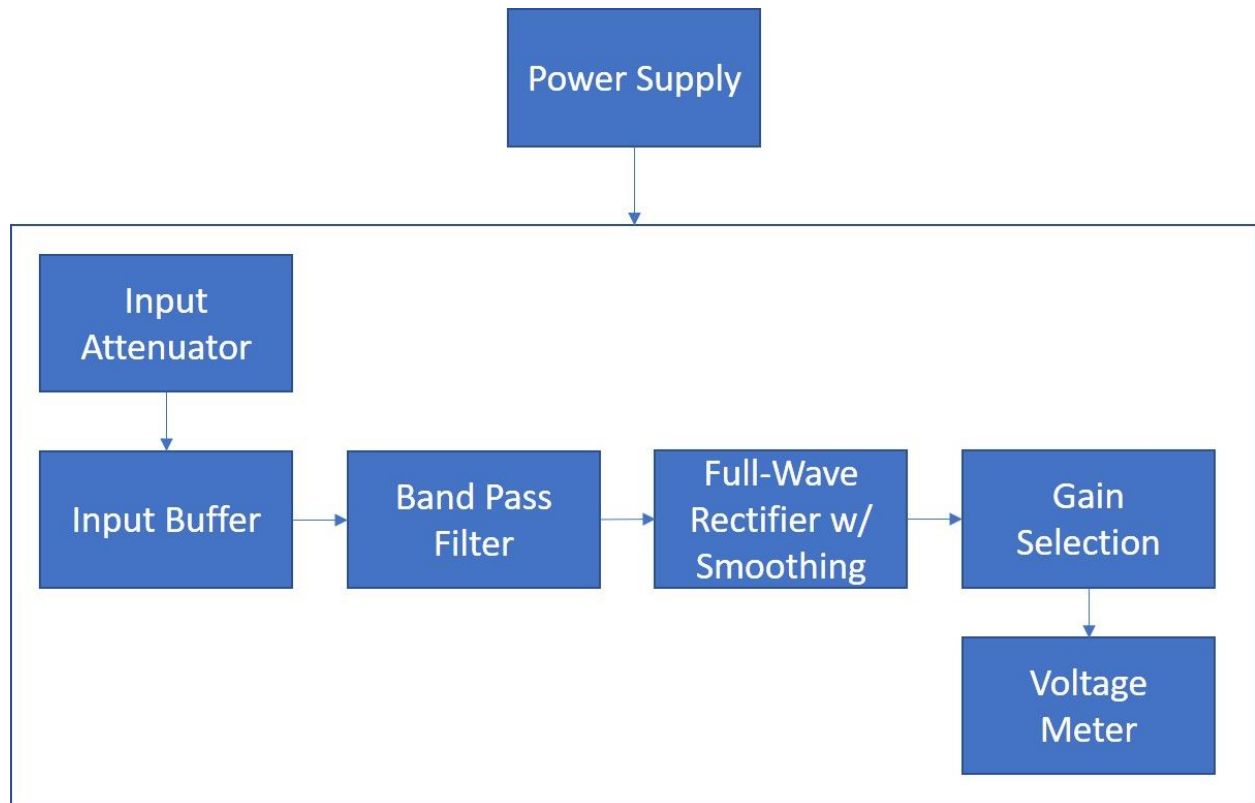 Power Supply
Input
Attenuator
Input Buffer
Band Pass
Filter
Full-Wave
Rectifier w/
Smoothing
Gain
Selection
Voltage
Meter